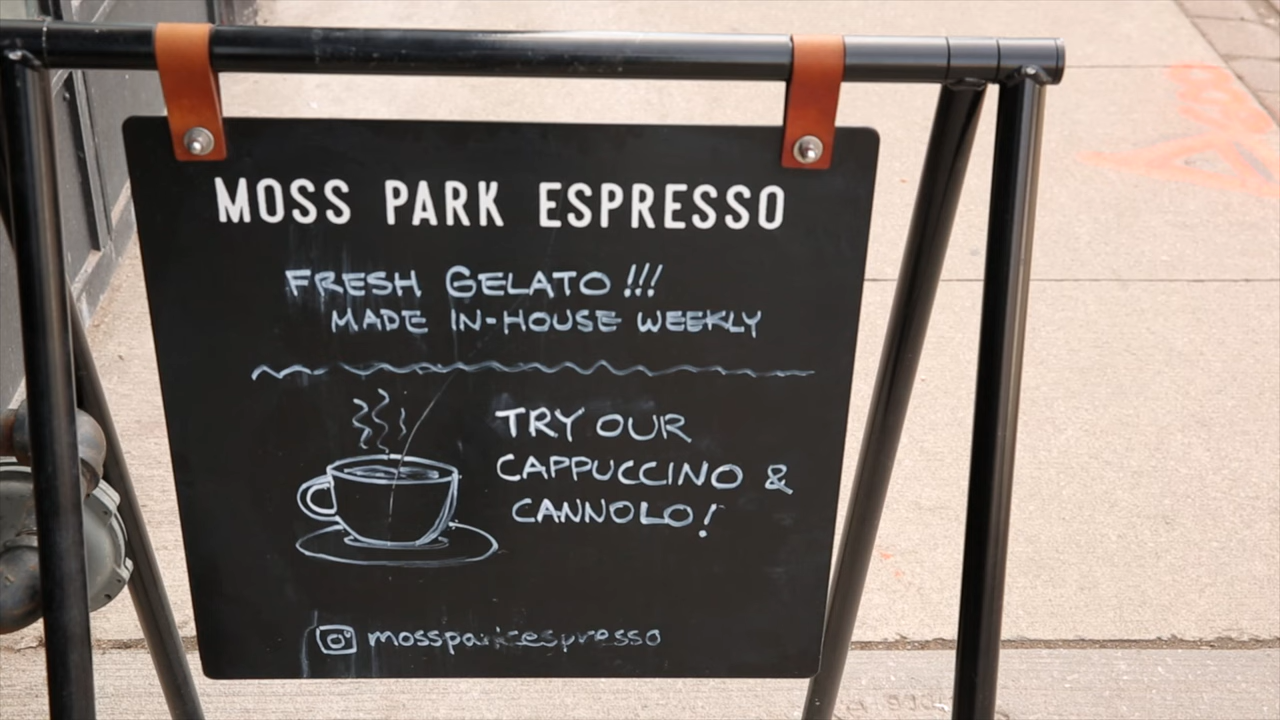 MOSS PARK ESPRESSO
FRESH GELATO!!!
MADE IN-HOUSE WEEKLY
TRY OUR
CAPPUCCINO &
CANNOLO!
mossparkespresso